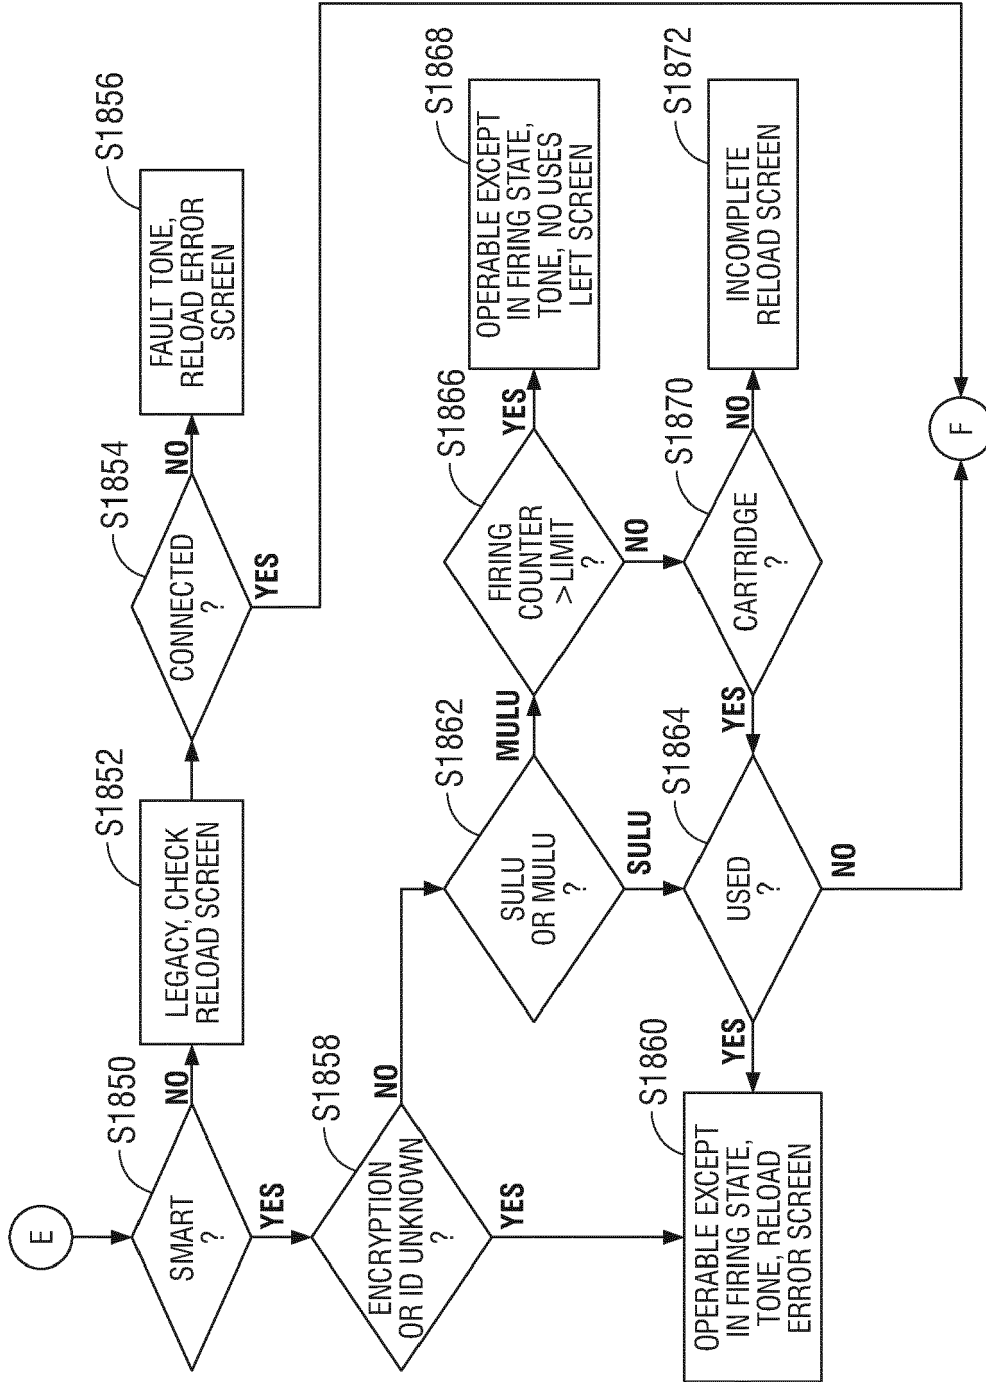 E
SMART
?
S1850
NO
YES
LEGACY, CHECK
RELOAD SCREEN
S1852
CONNECTED
?
S1854
NO
YES
FAULT TONE,
RELOAD ERROR
SCREEN
S1856
ENCRYPTION
OR ID UNKNOWN
?
S1858
NO
YES
OPERABLE EXCEPT
IN FIRING STATE,
TONE, RELOAD
ERROR SCREEN
S1860
SULU
OR MULU
?
S1862
MULU
SULU
USED
?
S1864
YES
NO
FIRING
COUNTER
>LIMIT
?
S1866
YES
NO
OPERABLE EXCEPT
IN FIRING STATE,
TONE, NO USES
LEFT SCREEN
S1868
CARTRIDGE
?
S1870
YES
NO
INCOMPLETE
RELOAD SCREEN
S1872
F